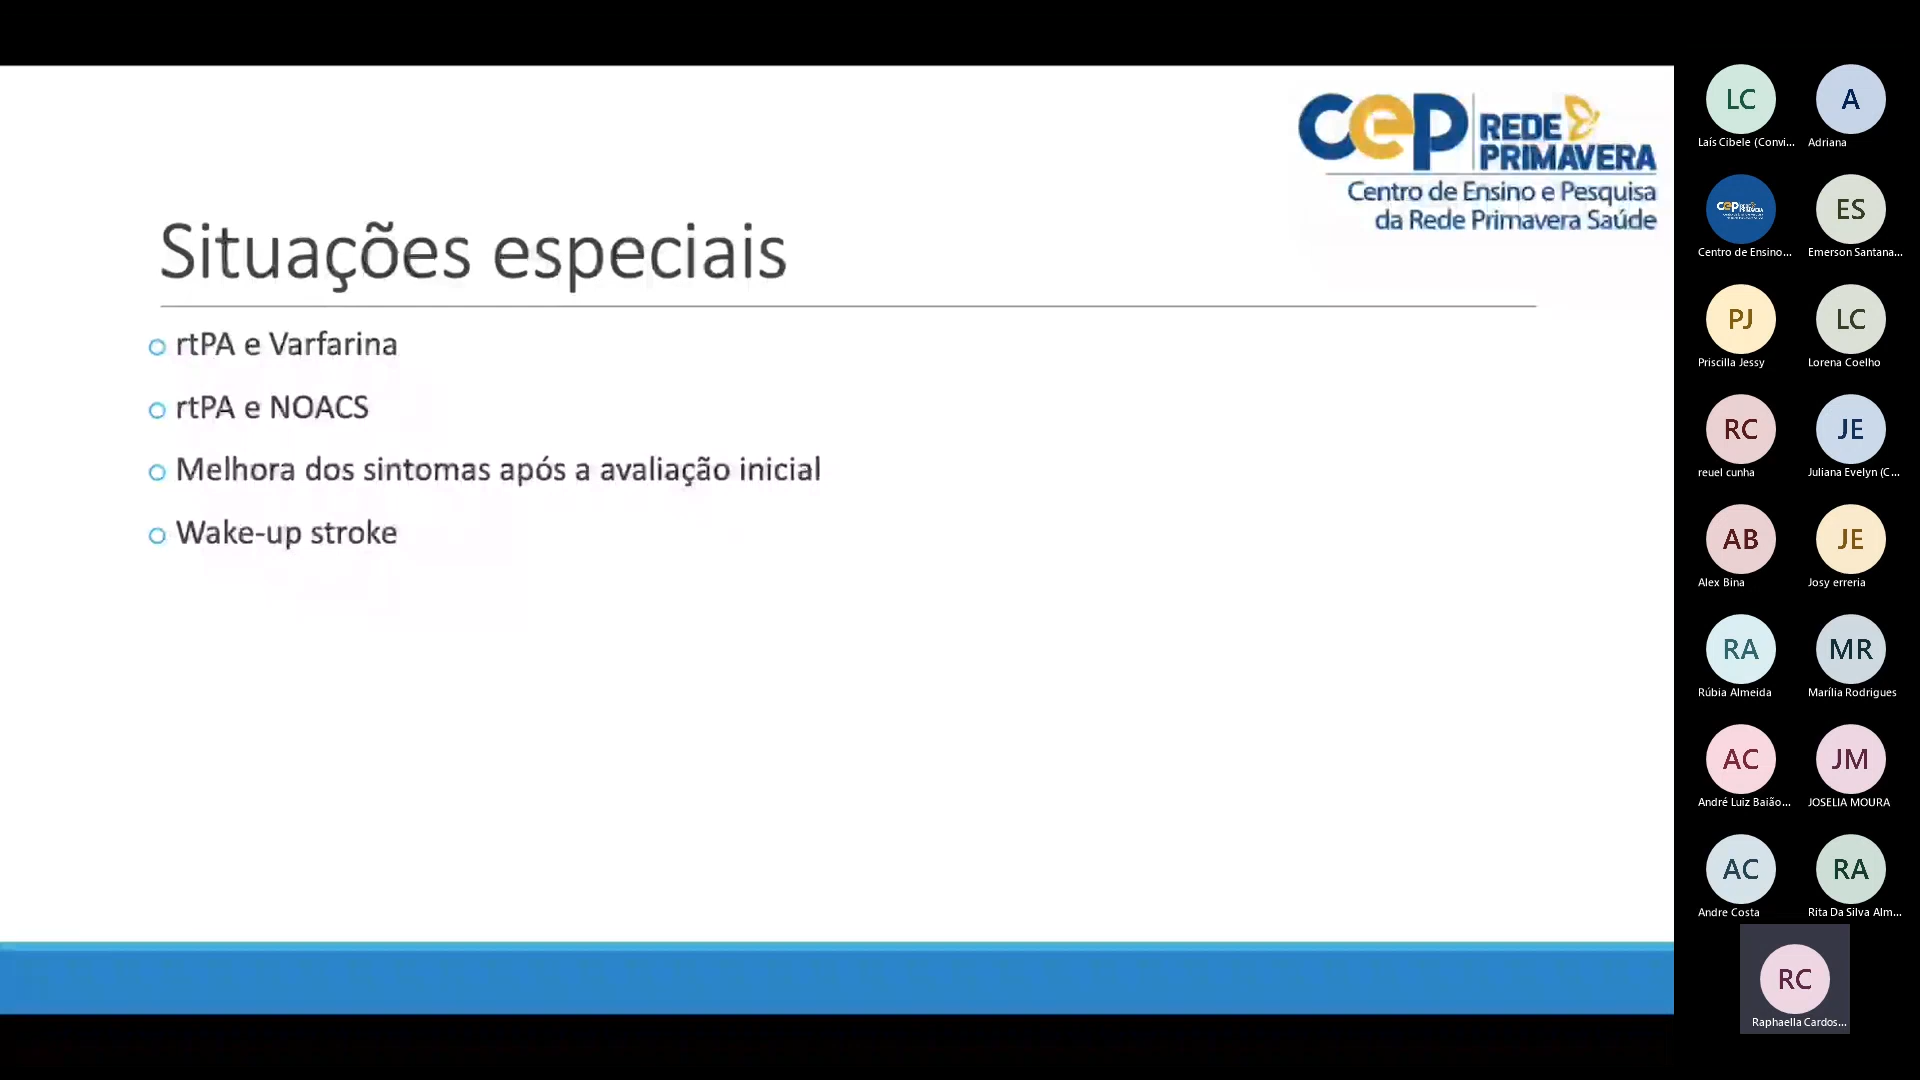 cep REDE PRIMAVERA
Centro de Ensino e Pesquisa
da Rede Primavera Saúde
Situações especiais
rtPA e Varfarina
rtPA e NOACS
Melhora dos sintomas após a avaliação inicial
Wake-up stroke
LC
Laís Cibele (Convi...
A
Adriana
Centro de Ensino...
ES
Emerson Santana...
PJ
Priscilla Jessy
LC
Lorena Coelho
RC
reuel cunha
JE
Juliana Evelyn (C...
AB
Alex Bina
JE
Josy erreria
RA
Rúbia Almeida
MR
Marília Rodrigues
AC
André Luiz Baião...
JM
JOSELIA MOURA
AC
Andre Costa
RA
Rita Da Silva Alm...
RC
Raphaella Cardos...